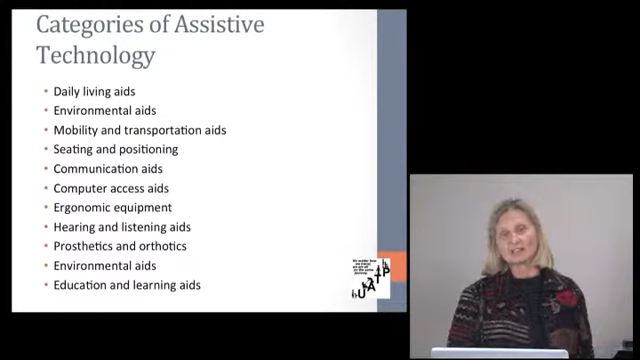 Categories of Assistive
Technology
Daily living aids
Environmental aids
Mobility and transportation aids
Seating and positioning
Communication aids
Computer access aids
Ergonomic equipment
Hearing and listening aids
Prosthetics and orthotics
Environmental aids
Education and learning aids
UATP